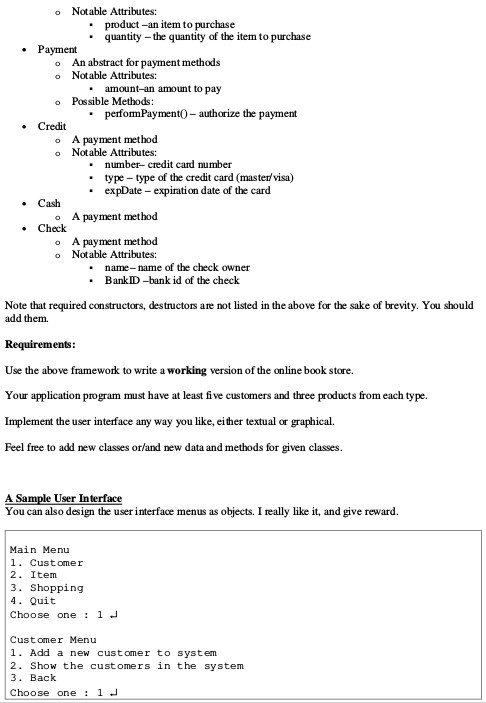 o Notable Attributes:
▪ product –an item to purchase
▪ quantity – the quantity of the item to purchase
• Payment
o An abstract for payment methods
o Notable Attributes:
▪ amount–an amount to pay
o Possible Methods:
▪ performPayment() – authorize the payment
• Credit
o A payment method
o Notable Attributes:
▪ number– credit card number
▪ type – type of the credit card (master/visa)
▪ expDate – expiration date of the card
• Cash
o A payment method
• Check
o A payment method
o Notable Attributes:
▪ name– name of the check owner
▪ BankID –bank id of the check
Note that required constructors, destructors are not listed in the above for the sake of brevity. You should
add them.
Requirements:
Use the above framework to write a working version of the online book store.
Your application program must have at least five customers and three products from each type.
Implement the user interface any way you like, either textual or graphical.
Feel free to add new classes or/and new data and methods for given classes.
A Sample User Interface
You can also design the user interface menus as objects. I really like it, and give reward.
Main Menu
1. Customer
2. Item
3. Shopping
4. Quit
Choose one : 1 ↵
Customer Menu
1. Add a new customer to system
2. Show the customers in the system
3. Back
Choose one : 1 ↵